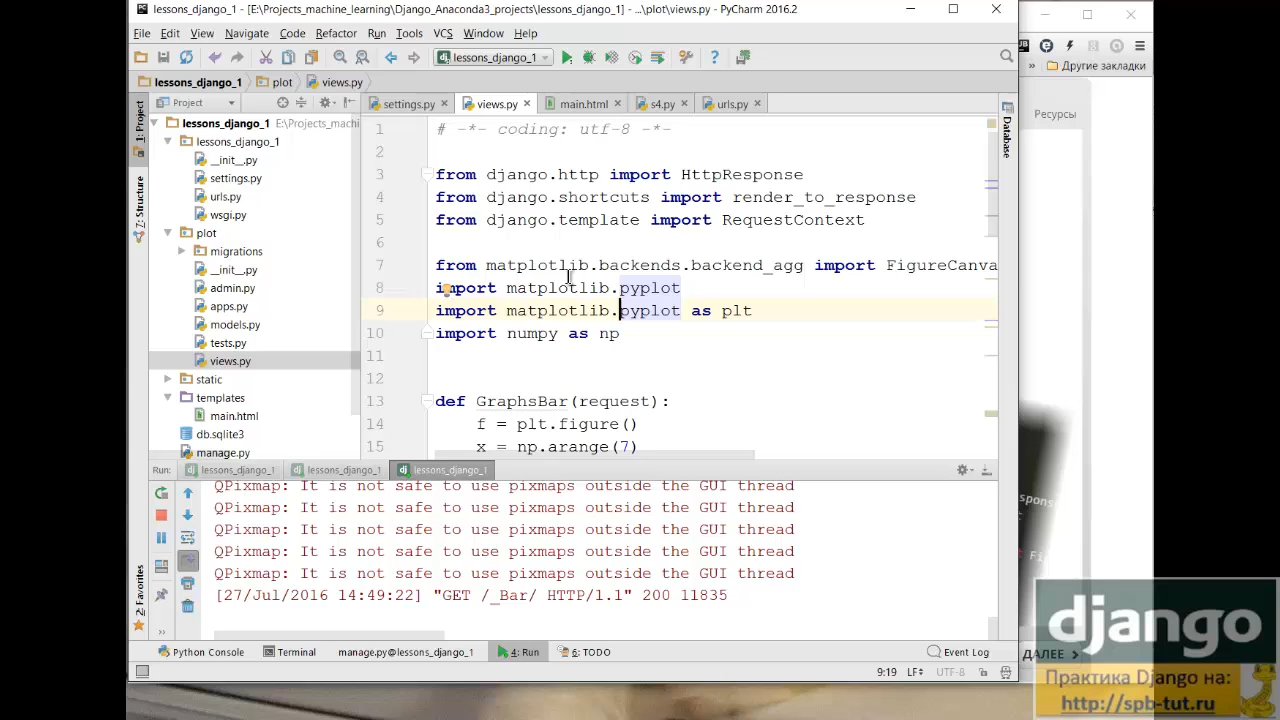 lessons_django_1 - [E:\Projects_machine_learning\Django_Anaconda3_projects\lessons_django_1] - ...\plot\views.py - PyCharm 2016.2
File Edit View Navigate Code Refactor Run Tools VCS Window Help
lessons_django_1
Другие закладки
lessons_django_1 plot views.py
Project
settings.py views.py main.html s4.py urls.py
Ресурсы
1: Project
7: Structure
2: Favorites
Database
lessons_django_1 E:\Projects_machi
lessons_django_1
__init__.py
settings.py
urls.py
wsgi.py
plot
migrations
__init__.py
admin.py
apps.py
models.py
tests.py
views.py
static
templates
main.html
db.sqlite3
manage.py
1 # -*- coding: utf-8 -*-
2
3 from django.http import HttpResponse
4 from django.shortcuts import render_to_response
5 from django.template import RequestContext
6
7 from matplotlib.backends.backend_agg import FigureCanva
8 import matplotlib.pyplot
9 import matplotlib.pyplot as plt
10 import numpy as np
11
12
13 def GraphsBar(request):
14 f = plt.figure()
15 x = np.arange(7)
Run: lessons_django_1 lessons_django_1 lessons_django_1
QPixmap: It is not safe to use pixmaps outside the GUI thread
QPixmap: It is not safe to use pixmaps outside the GUI thread
QPixmap: It is not safe to use pixmaps outside the GUI thread
QPixmap: It is not safe to use pixmaps outside the GUI thread
QPixmap: It is not safe to use pixmaps outside the GUI thread
[27/Jul/2016 14:49:22] "GET /_Bar/ HTTP/1.1" 200 11835
Python Console Terminal manage.py@lessons_django_1 4: Run 6: TODO Event Log
9:19 LF UTF-8
ДАЛЕЕ
django
Практика Django на:
http://spb-tut.ru